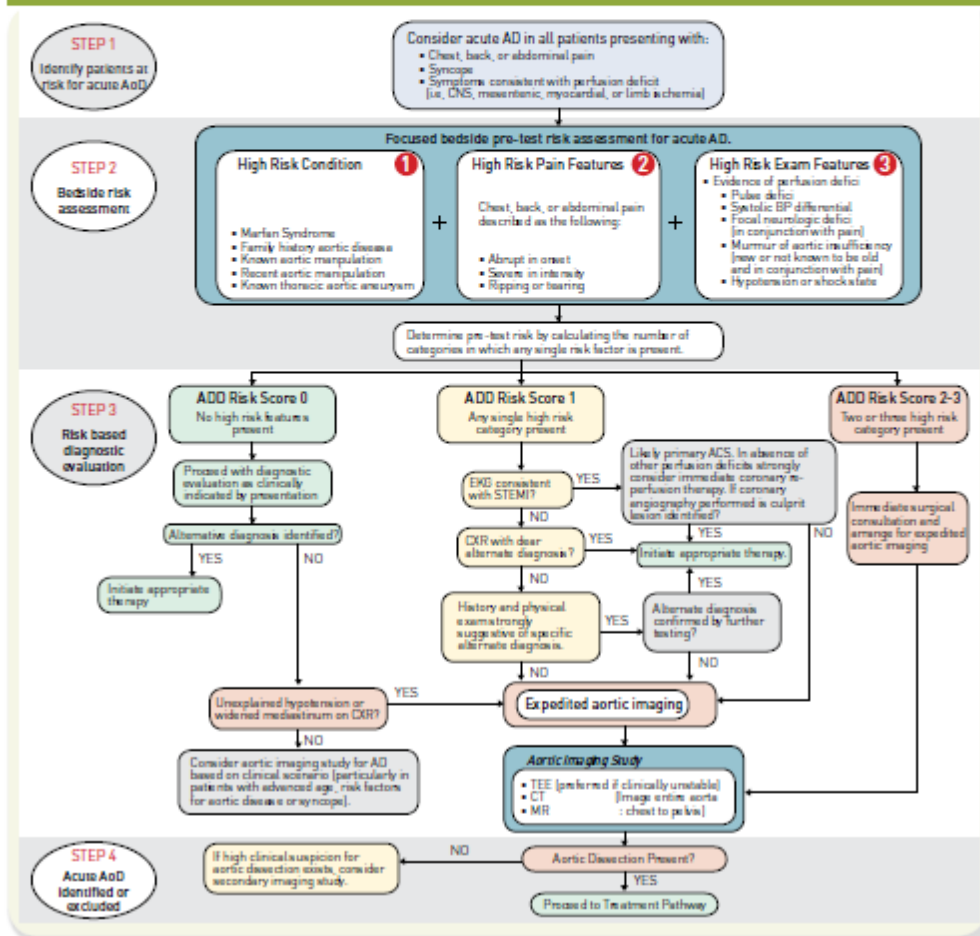 STEP 1
Identify patients at
risk for acute AoD
Consider acute AD in all patients presenting with:
▪ Chest, back, or abdominal pain
▪ Syncope
▪ Symptoms consistent with perfusion deficit
(i.e, CNS, mesentenic, myocardial, or limb ischemia)
STEP 2
Bedside risk
assessment
Focused bedside pre-test risk assessment for acute AD.
High Risk Condition
1
▪ Marfan Syndrome
▪ Family history aortic disease
▪ Known aortic manpulation
▪ Recent aortic manipulation
▪ Known thoracic aortic aneurysm
+
High Risk Pain Features
2
Chest, back, or abdominal pain
described as the following:
▪ Abrupt in onset
▪ Severe in intensity
▪ Ripping or tearing
+
High Risk Exam Features
3
▪ Evidence of perfusion defici
▪ Pulse defici
▪ Systolic BP differential
▪ Focal neurologic defici
(in conjunction with pain)
▪ Murmur of aortic insufficiency
(new or not known to be old
and in conjunction with pain)
▪ Hypotension or shock state
Determine pre-test risk by calculating the number of
categories in which any single risk factor is present.
STEP 3
Risk based
diagnostic
evaluation
ADD Risk Score 0
No high risk features
present
Proceed with diagnostic
evaluation as clinically
indicated by presentation
Alternative diagnosis identified?
YES
NO
Initiate appropriate
therapy
Unexplained hypotension or
widened mediastinum on CXR?
YES
NO
Consider aortic imaging study for AD
based on clinical scenario (particularly in
patients with advanced age, risk factors
for aortic disease or syncope).
ADD Risk Score 1
Any single high risk
category present
EKG consistent
with STEMI?
YES
NO
Likely primary ACS. In absence of
other perfusion deficits strongly
consider immediate coronary re-
perfusion therapy. If coronary
angiography performed is culprit
lesion identified?
YES
NO
CXR with clear
alternate diagnosis?
YES
NO
Initiate appropriate therapy.
YES
History and physical
exam strongly
suggestive of specific
alternate diagnosis.
YES
NO
Alternate diagnosis
confirmed by further
testing?
NO
Expedited aortic imaging
ADD Risk Score 2-3
Two or three high risk
category present
Immediate surgical
consultation and
arrange for expedited
aortic imaging
Aortic Imaging Study
▪ TEE (preferred if clinically unstable)
▪ CT (Image entire aorta
▪ MR : chest to pelvis)
STEP 4
Acute AoD
identified or
excluded
Aortic Dissection Present?
NO
If high clinical suspicion for
aortic dissection exists, consider
secondary imaging study.
YES
Proceed to Treatment Pathway